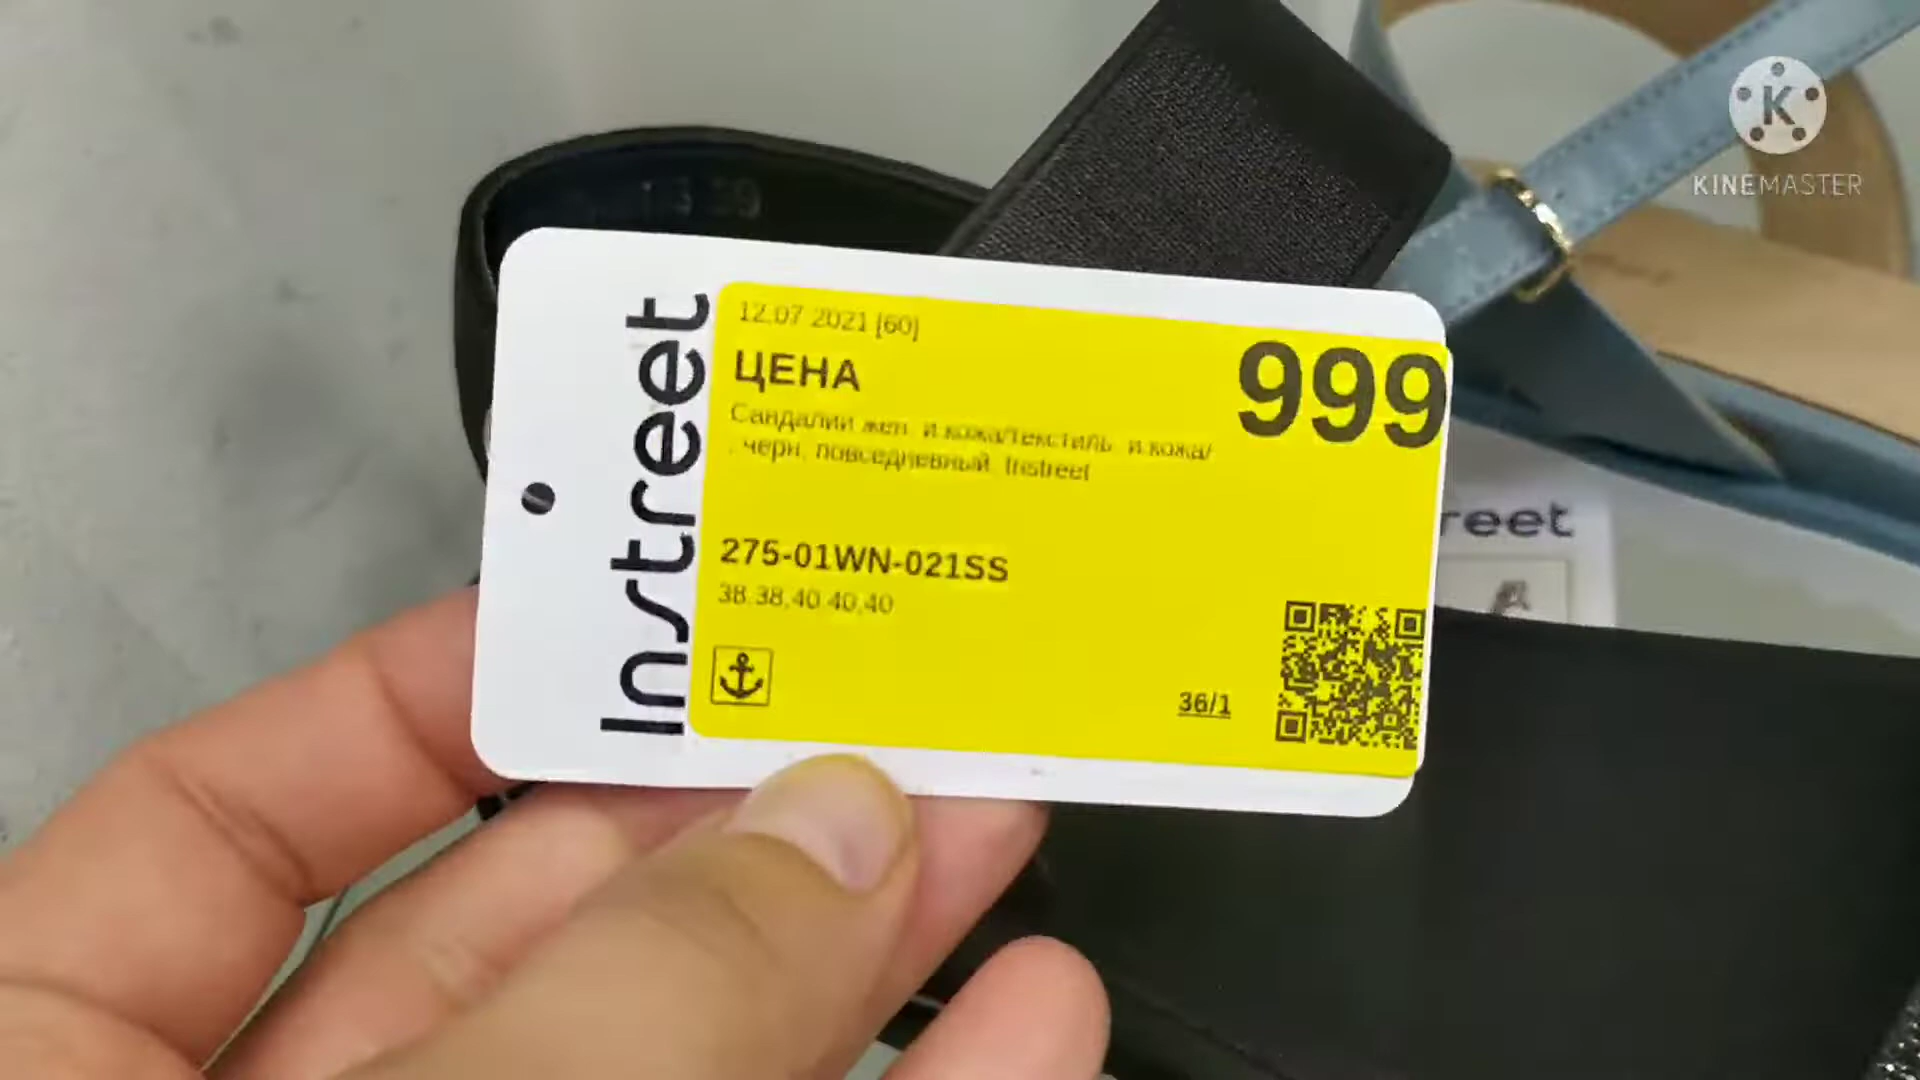 KINEMASTER
39
Instreet
12.07.2021 [60]
ЦЕНА
999
Сандалии жен. и.кожа/текстиль. и.кожа/
. черн. повседневный. Instreet
275-01WN-021SS
38,38,40,40,40
36/1
reet